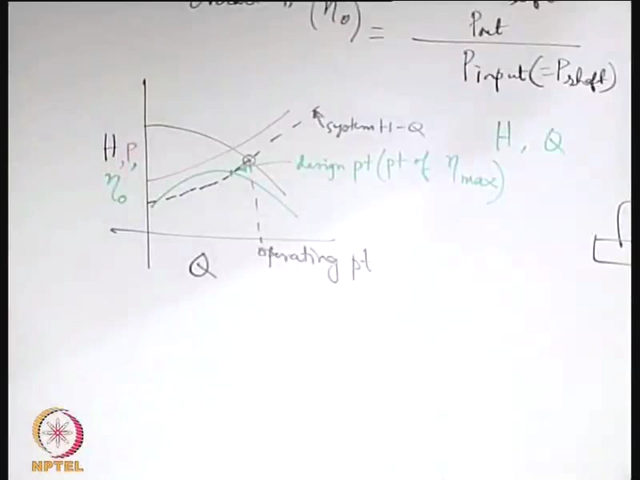 (η₀) =
Pout
Pinput(=Pshaft)
H, P,
η₀
system H-Q
H, Q
design pt (pt of ηmax)
Q
operating pt
NPTEL